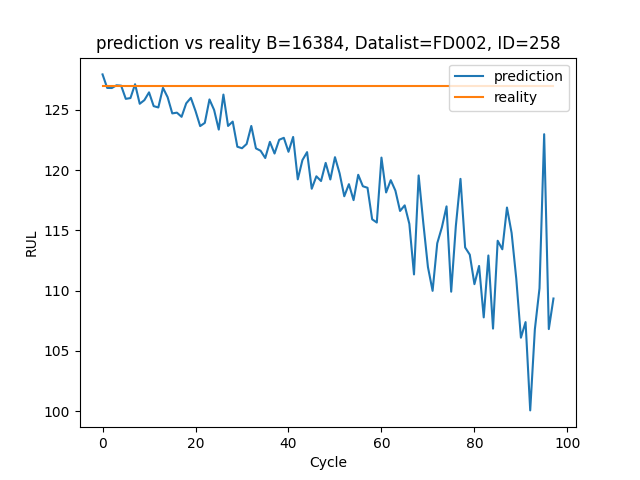 prediction vs reality B=16384, Datalist=FD002, ID=258
prediction
reality
125
120
115
110
105
100
RUL
0 20 40 60 80 100
Cycle